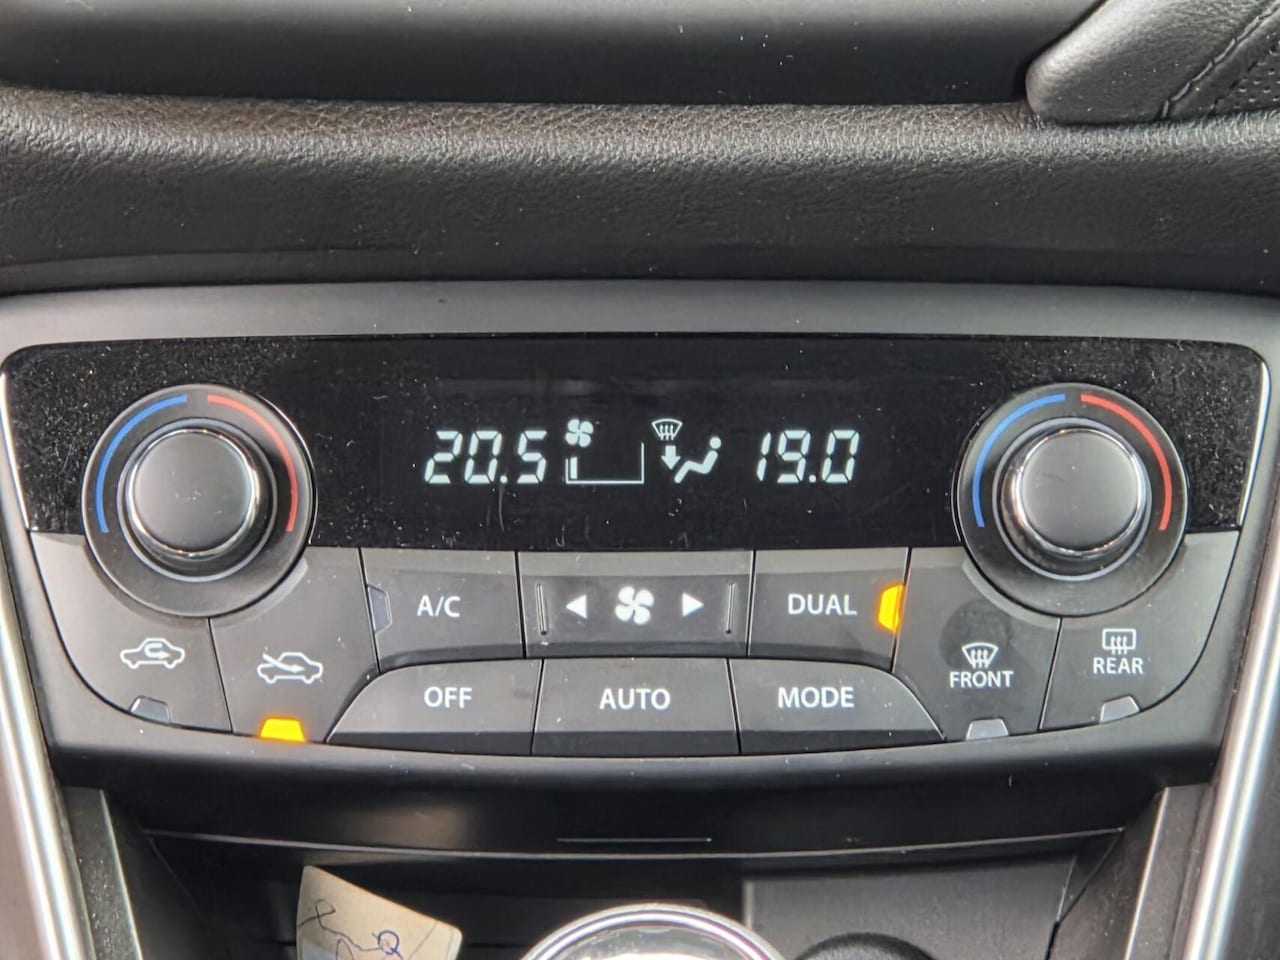 20.5 19.0
A/C DUAL
FRONT REAR
OFF AUTO MODE